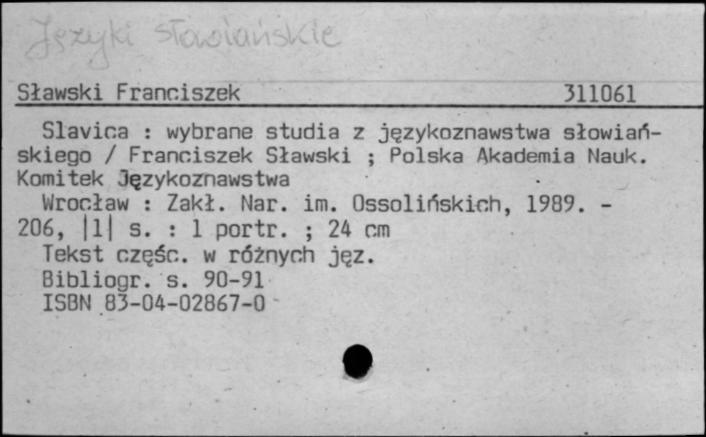 Języki słowiańskie
Sławski Franciszek 311061
Slavica : wybrane studia z językoznawstwa słowiań-
skiego / Franciszek Sławski ; Polska Akademia Nauk.
Komitek Językoznawstwa
Wrocław : Zakł. Nar. im. Ossolińskich, 1989. -
206, |1| s. : 1 portr. ; 24 cm
Tekst częśc. w różnych jęz.
Bibliogr. s. 90-91
ISBN 83-04-02867-0